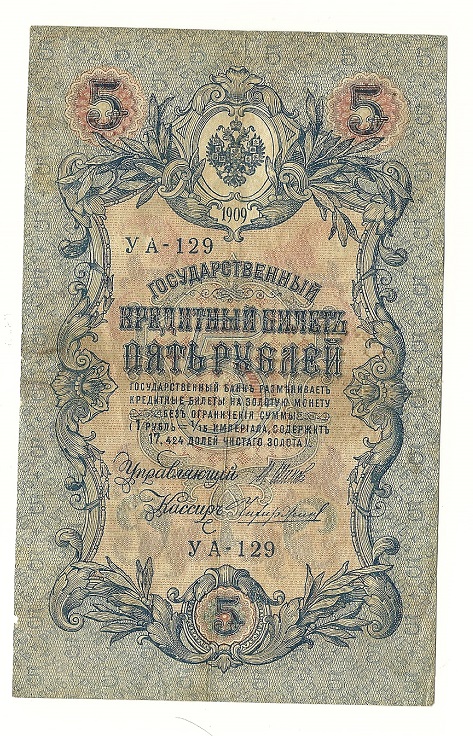 5 5
1909
УА-129
ГОСУДАРСТВЕННЫЙ
КРЕДИТНЫЙ БИЛЕТЪ
ПЯТЬ РУБЛЕЙ
ГОСУДАРСТВЕННЫЙ БАНКЪ РАЗМѢНИВАЕТЪ
КРЕДИТНЫЕ БИЛЕТЫ НА ЗОЛОТУЮ МОНЕТУ
БЕЗЪ ОГРАНИЧЕНІЯ СУММЫ
(1 РУБЛЬ = 1/15 ИМПЕРІАЛА, СОДЕРЖИТЪ
17,424 ДОЛЕЙ ЧИСТАГО ЗОЛОТА).
Управляющій
Кассиръ
УА-129
5